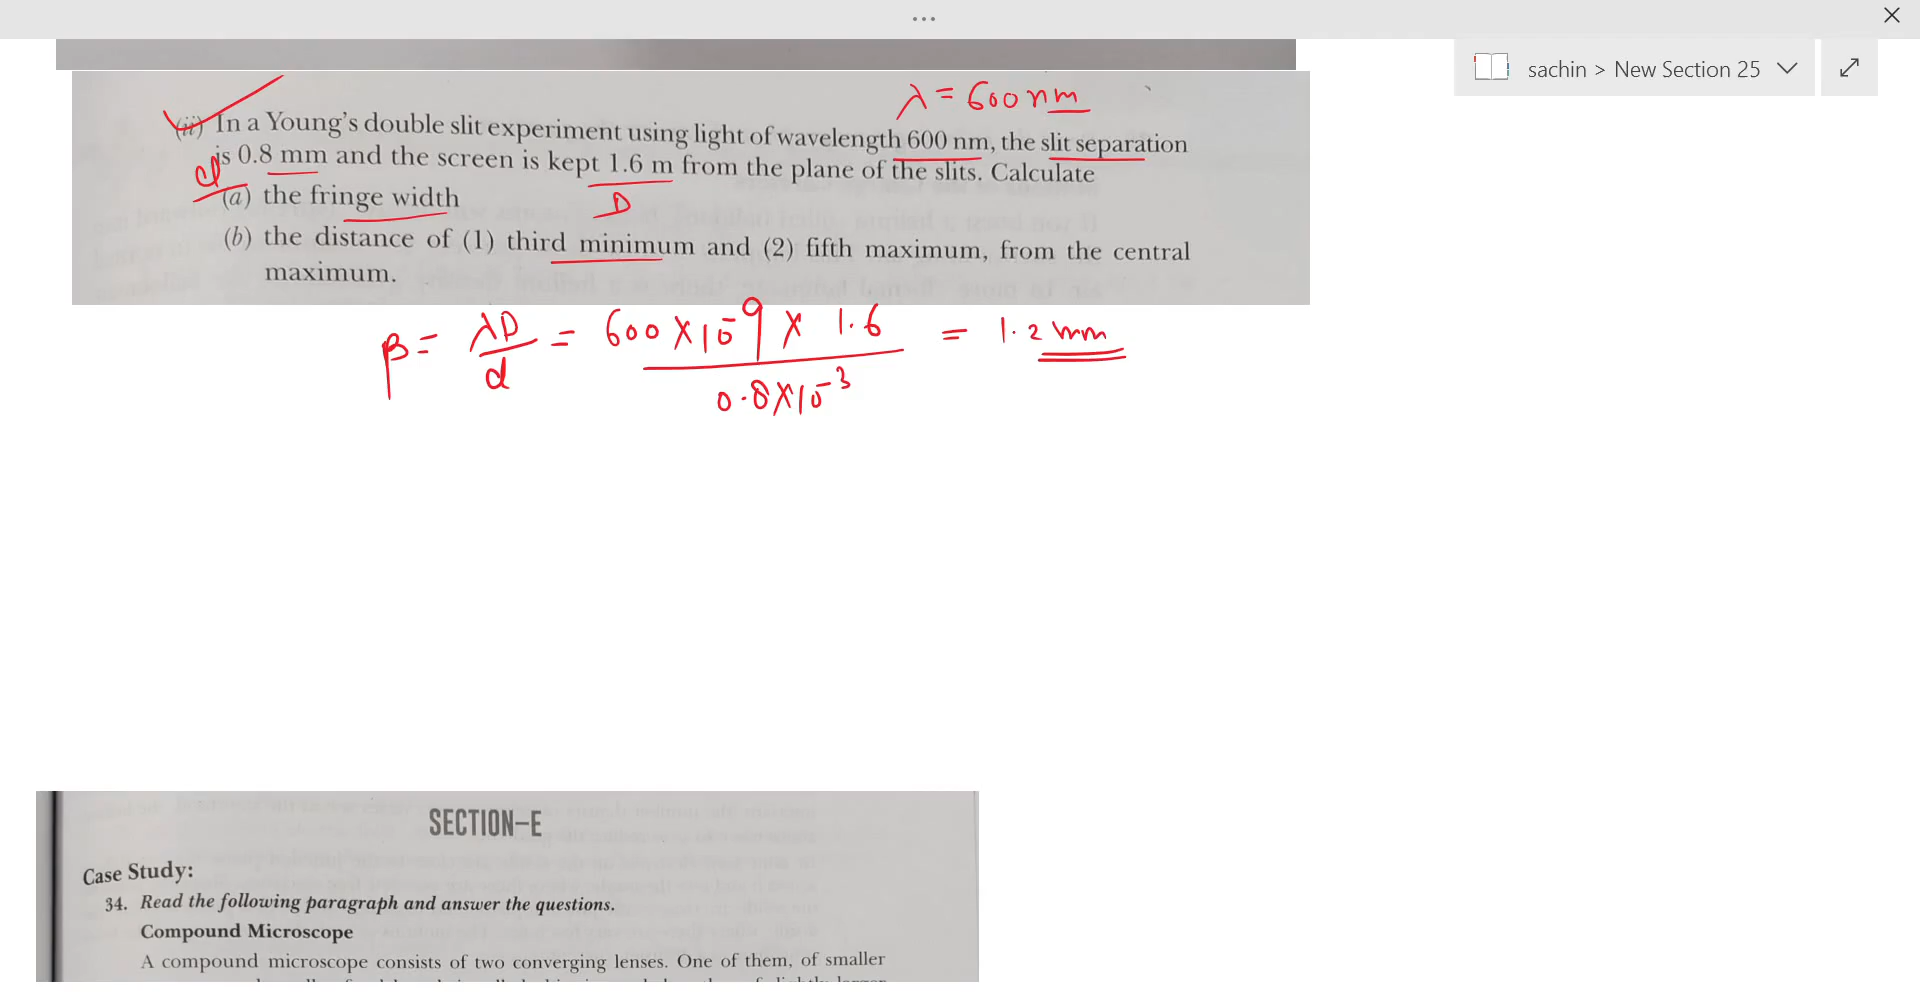 sachin > New Section 25
λ = 600 nm
(ii) In a Young's double slit experiment using light of wavelength 600 nm, the slit separation
is 0.8 mm and the screen is kept 1.6 m from the plane of the slits. Calculate
d
(a) the fringe width
D
(b) the distance of (1) third minimum and (2) fifth maximum, from the central
maximum.
β = λD/d = 600 × 10⁻⁹ × 1.6 / 0.8 × 10⁻³ = 1.2 mm
SECTION–E
Case Study:
34. Read the following paragraph and answer the questions.
Compound Microscope
A compound microscope consists of two converging lenses. One of them, of smaller